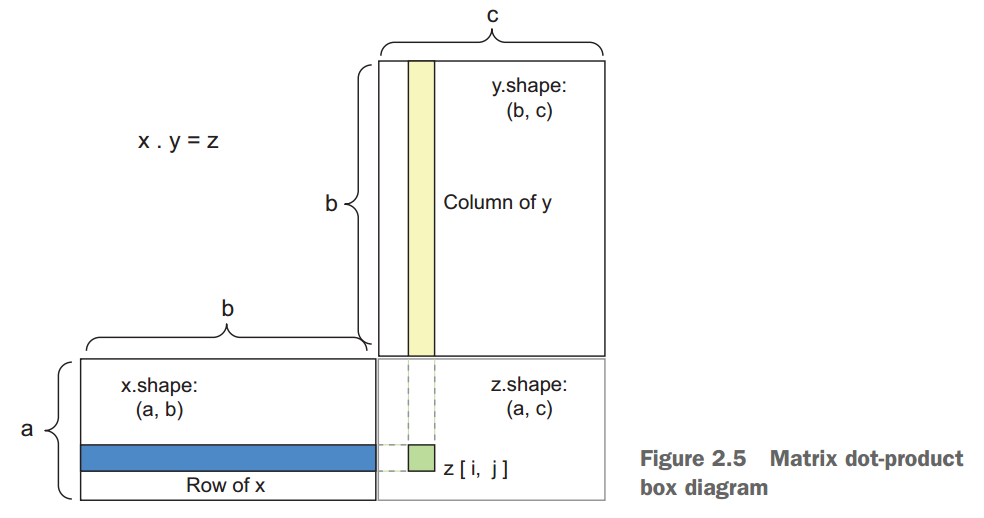 c
y.shape:
(b, c)
x . y = z
b
Column of y
b
x.shape:
(a, b)
z.shape:
(a, c)
a
z [ i, j ]
Row of x
Figure 2.5 Matrix dot-product
box diagram